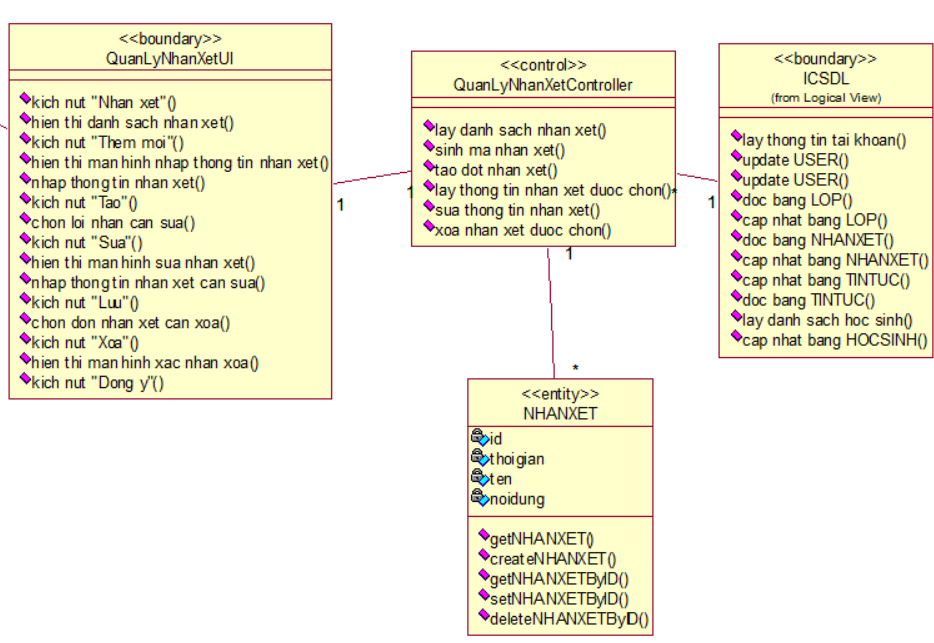 <<boundary>>
QuanLyNhanXetUI
kich nut "Nhan xet"()
hien thi danh sach nhan xet()
kich nut "Them moi"()
hien thi man hinh nhap thong tin nhan xet()
nhap thong tin nhan xet()
kich nut "Tao"()
chon loi nhan can sua()
kich nut "Sua"()
hien thi man hinh sua nhan xet()
nhap thong tin nhan xet can sua()
kich nut "Luu"()
chon don nhan xet can xoa()
kich nut "Xoa"()
hien thi man hinh xac nhan xoa()
kich nut "Dong y"()
1
1
<<control>>
QuanLyNhanXetController
lay danh sach nhan xet()
sinh ma nhan xet()
tao dot nhan xet()
lay thong tin nhan xet duoc chon()
sua thong tin nhan xet()
xoa nhan xet duoc chon()
*
1
1
*
<<boundary>>
ICSDL
(from Logical View)
lay thong tin tai khoan()
update USER()
update USER()
doc bang LOP()
cap nhat bang LOP()
doc bang NHANXET()
cap nhat bang NHANXET()
cap nhat bang TINTUC()
doc bang TINTUC()
lay danh sach hoc sinh()
cap nhat bang HOCSINH()
<<entity>>
NHANXET
id
thoigian
ten
noidung
getNHANXET()
createNHANXET()
getNHANXETByID()
setNHANXETByID()
deleteNHANXETByID()